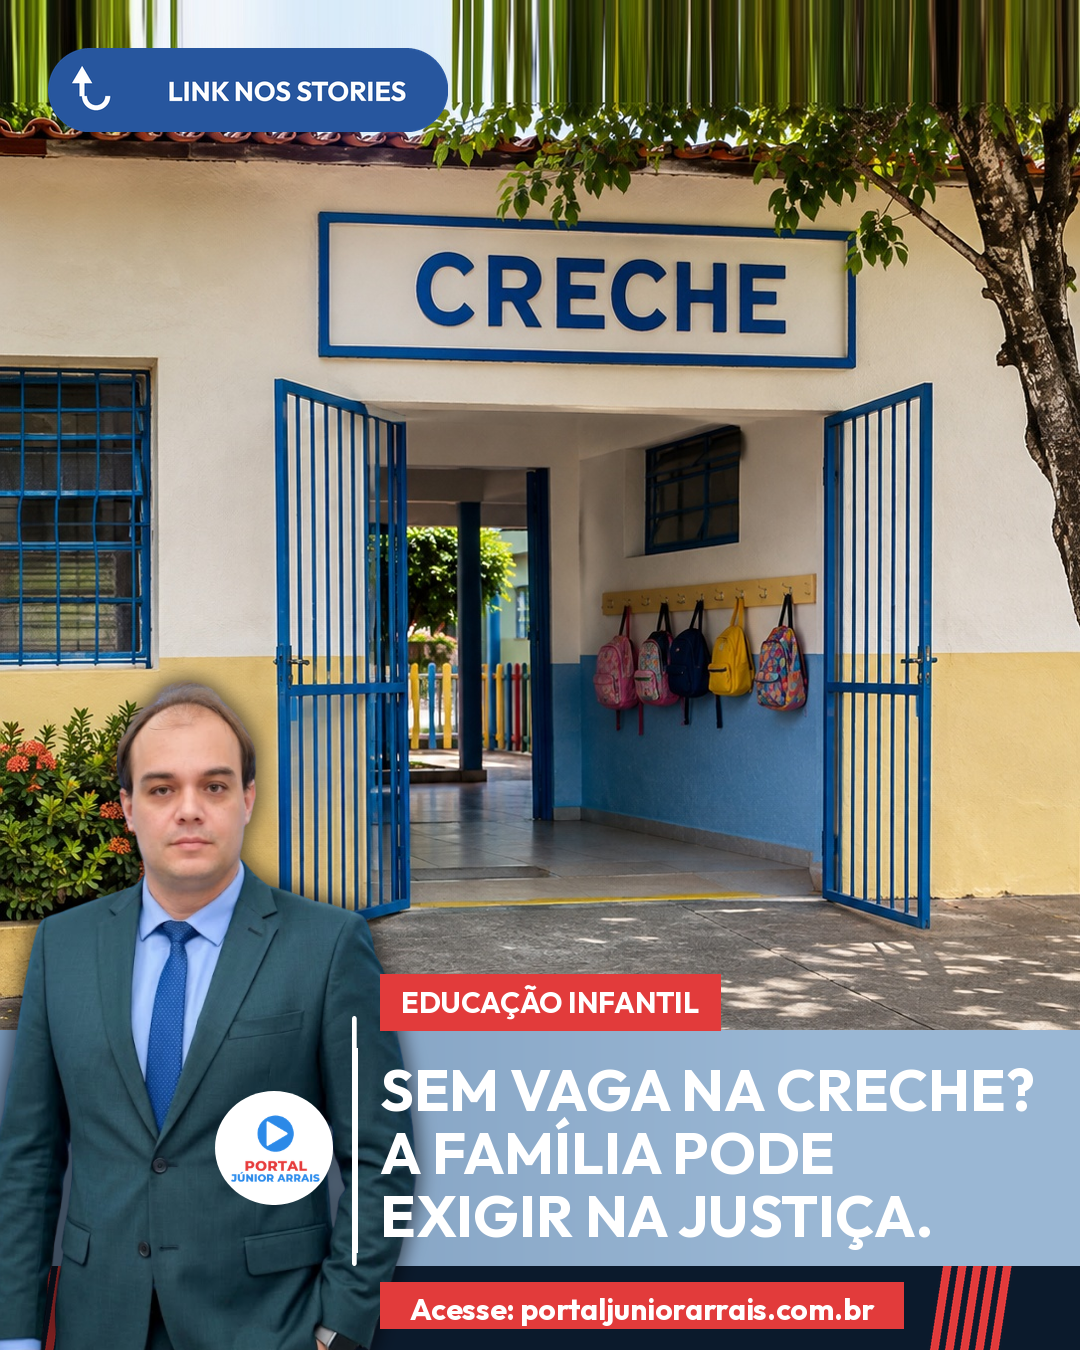 LINK NOS STORIES
CRECHE
EDUCAÇÃO INFANTIL
SEM VAGA NA CRECHE?
A FAMÍLIA PODE
EXIGIR NA JUSTIÇA.
PORTAL
JÚNIOR ARRAIS
Acesse: portaljuniorarrais.com.br